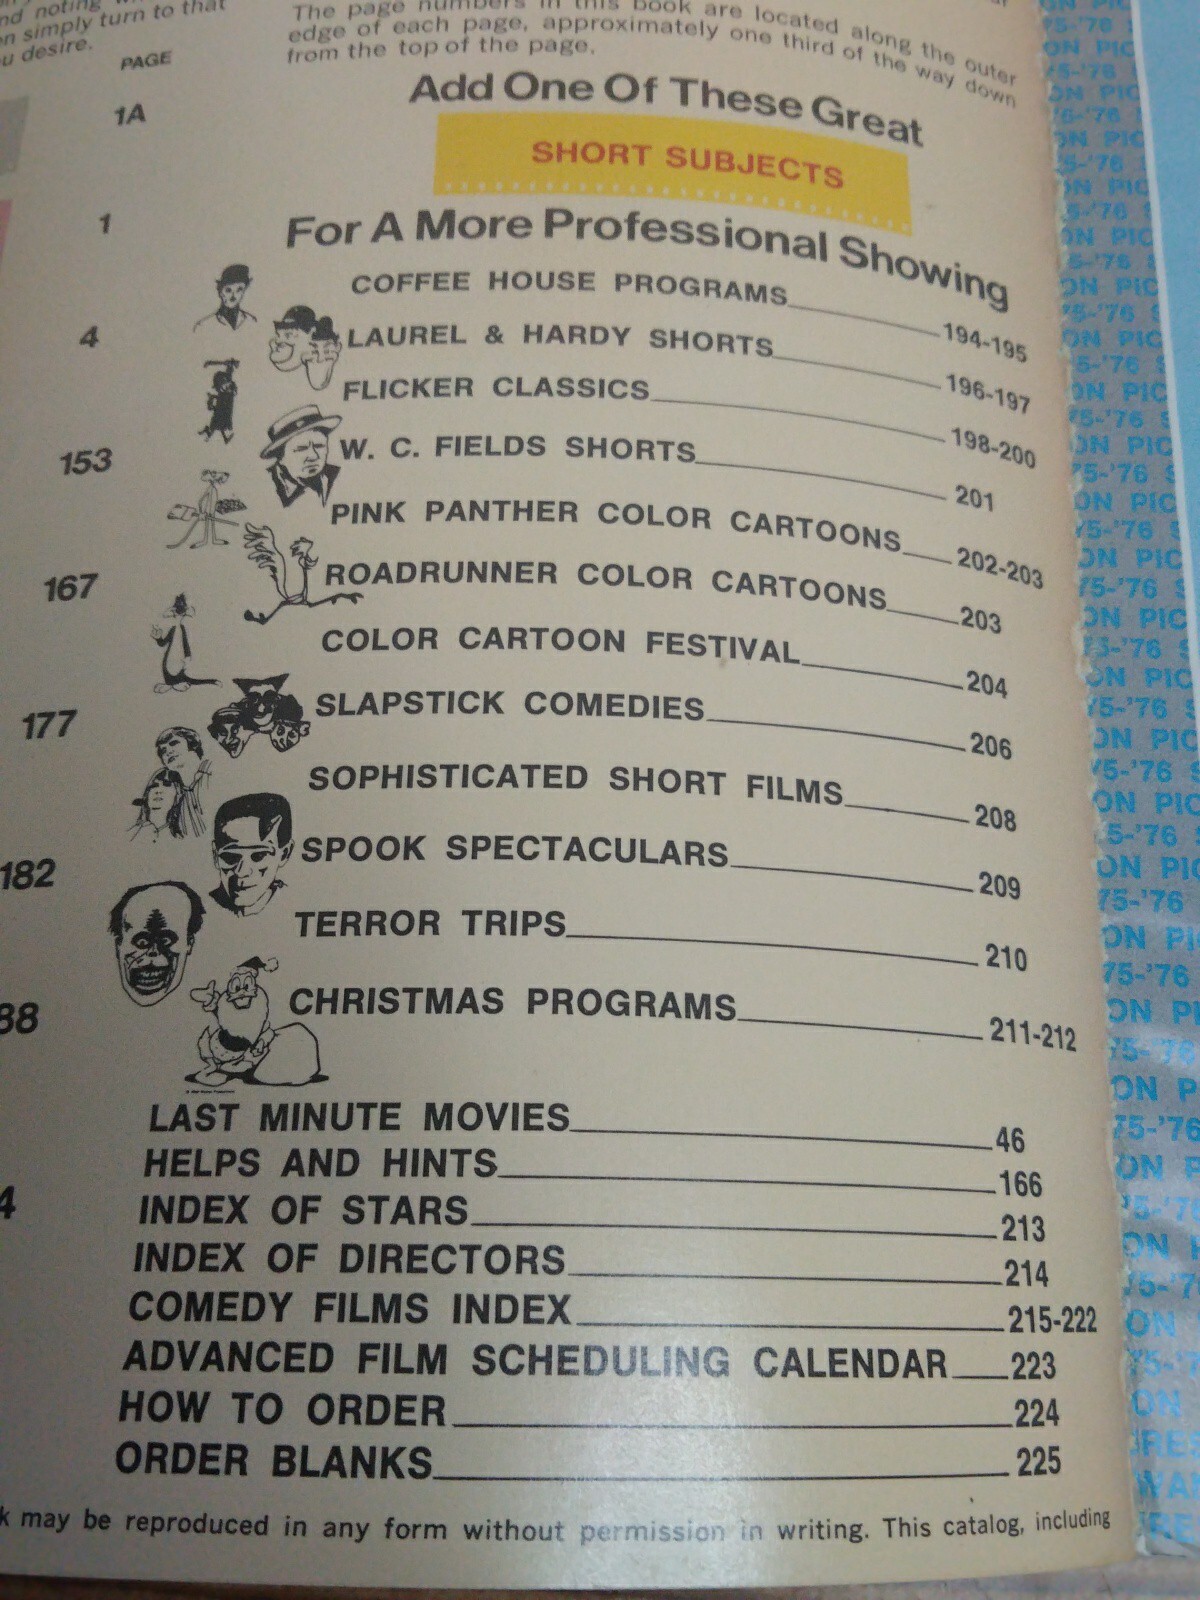 nd noting
n simply turn to that
u desire.
PAGE
1A
1
4
153
167
177
182
88
4
The page numbers in this book are located along the outer
edge of each page, approximately one third of the way down
from the top of the page.
Add One Of These Great
SHORT SUBJECTS
For A More Professional Showing
COFFEE HOUSE PROGRAMS 194-195
LAUREL & HARDY SHORTS 196-197
FLICKER CLASSICS 198-200
W. C. FIELDS SHORTS 201
PINK PANTHER COLOR CARTOONS 202-203
ROADRUNNER COLOR CARTOONS 203
COLOR CARTOON FESTIVAL 204
SLAPSTICK COMEDIES 206
SOPHISTICATED SHORT FILMS 208
SPOOK SPECTACULARS 209
TERROR TRIPS 210
CHRISTMAS PROGRAMS 211-212
LAST MINUTE MOVIES 46
HELPS AND HINTS 166
INDEX OF STARS 213
INDEX OF DIRECTORS 214
COMEDY FILMS INDEX 215-222
ADVANCED FILM SCHEDULING CALENDAR 223
HOW TO ORDER 224
ORDER BLANKS 225
k may be reproduced in any form without permission in writing. This catalog, including